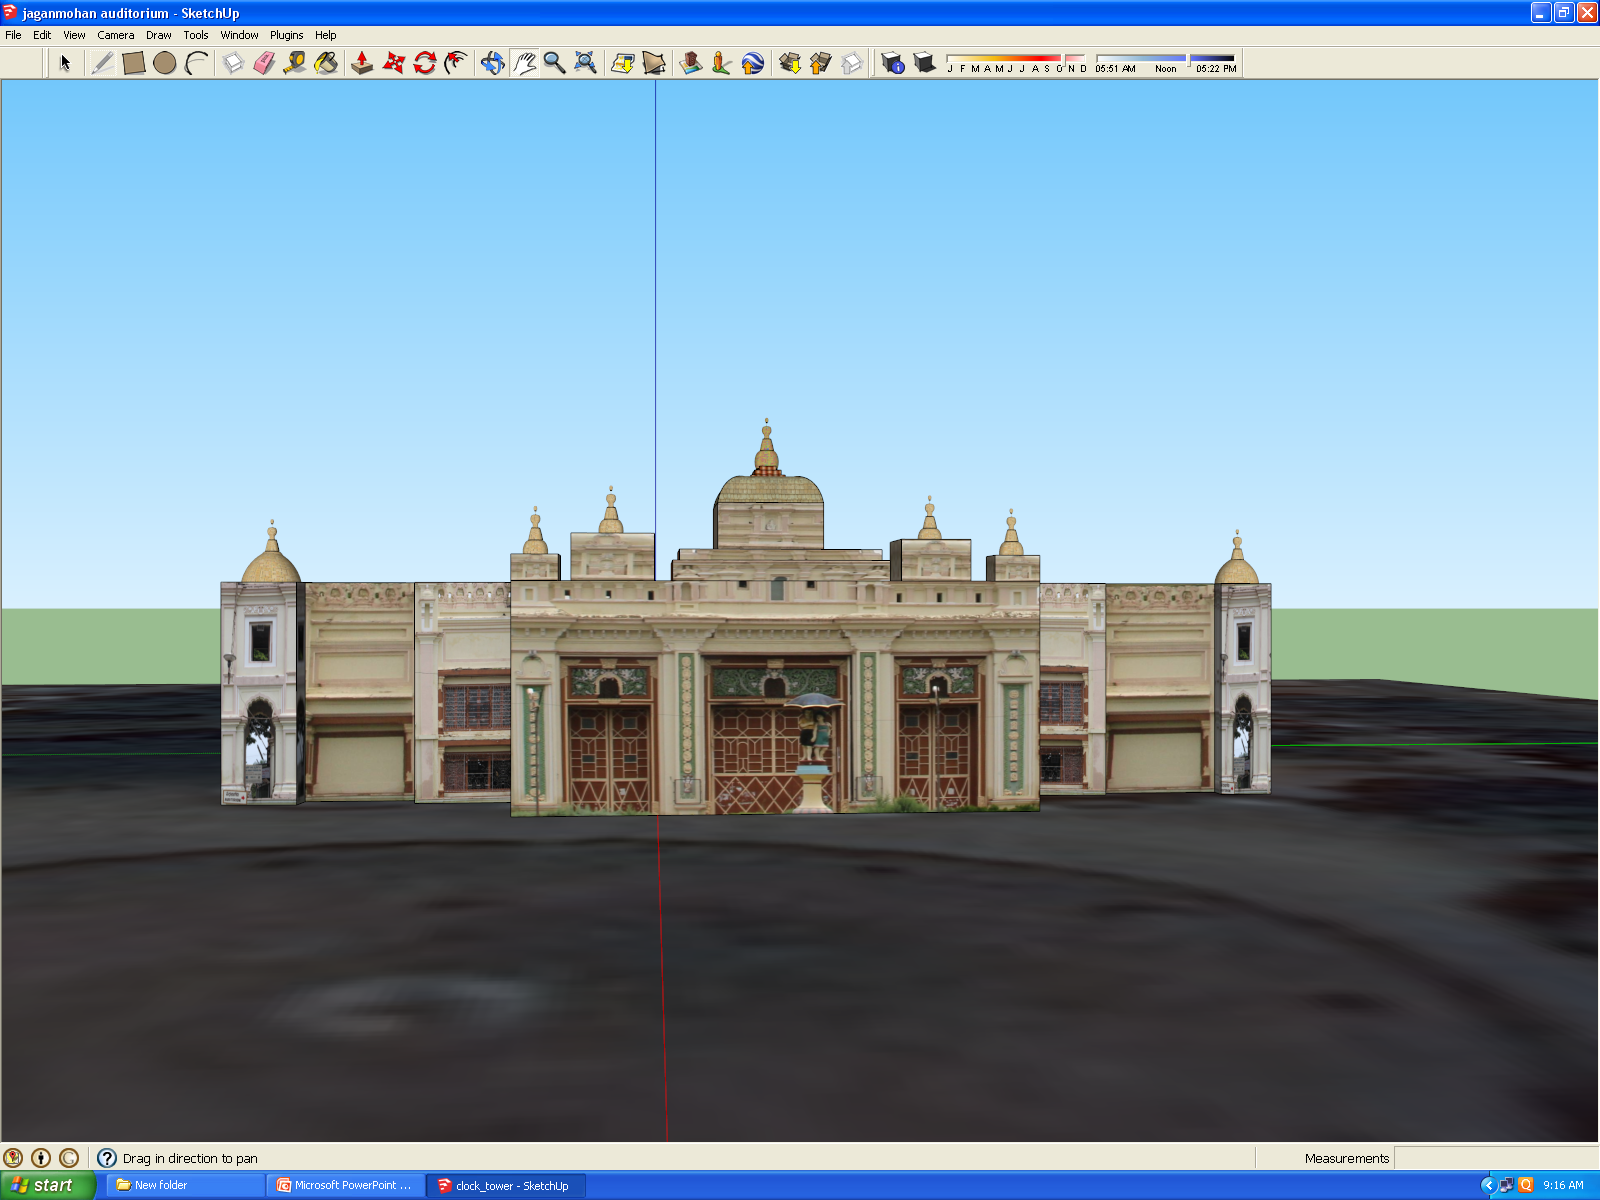 jaganmohan auditorium - SketchUp
File Edit View Camera Draw Tools Window Plugins Help
J F M A M J J A S O N D
05:51 AM Noon 05:22 PM
Drag in direction to pan
Measurements
start
New folder
Microsoft PowerPoint ...
clock_tower - SketchUp
9:16 AM